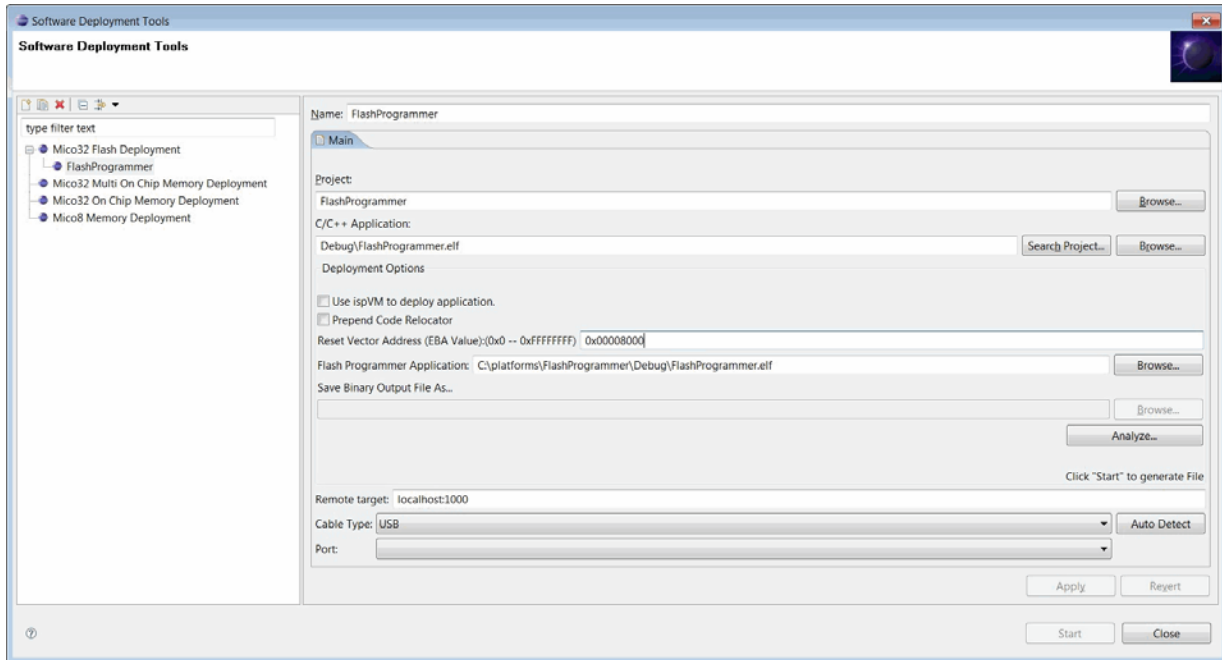 Software Deployment Tools
Software Deployment Tools
type filter text
Mico32 Flash Deployment
FlashProgrammer
Mico32 Multi On Chip Memory Deployment
Mico32 On Chip Memory Deployment
Mico8 Memory Deployment
Name: FlashProgrammer
Main
Project:
FlashProgrammer Browse...
C/C++ Application:
Debug\FlashProgrammer.elf Search Project... Browse...
Deployment Options
Use ispVM to deploy application.
Prepend Code Relocator
Reset Vector Address (EBA Value):(0x0 -- 0xFFFFFFFF) 0x00008000
Flash Programmer Application: C:\platforms\FlashProgrammer\Debug\FlashProgrammer.elf Browse...
Save Binary Output File As...
Browse...
Analyze...
Click "Start" to generate File
Remote target: localhost:1000
Cable Type: USB Auto Detect
Port:
Apply Revert
Start Close